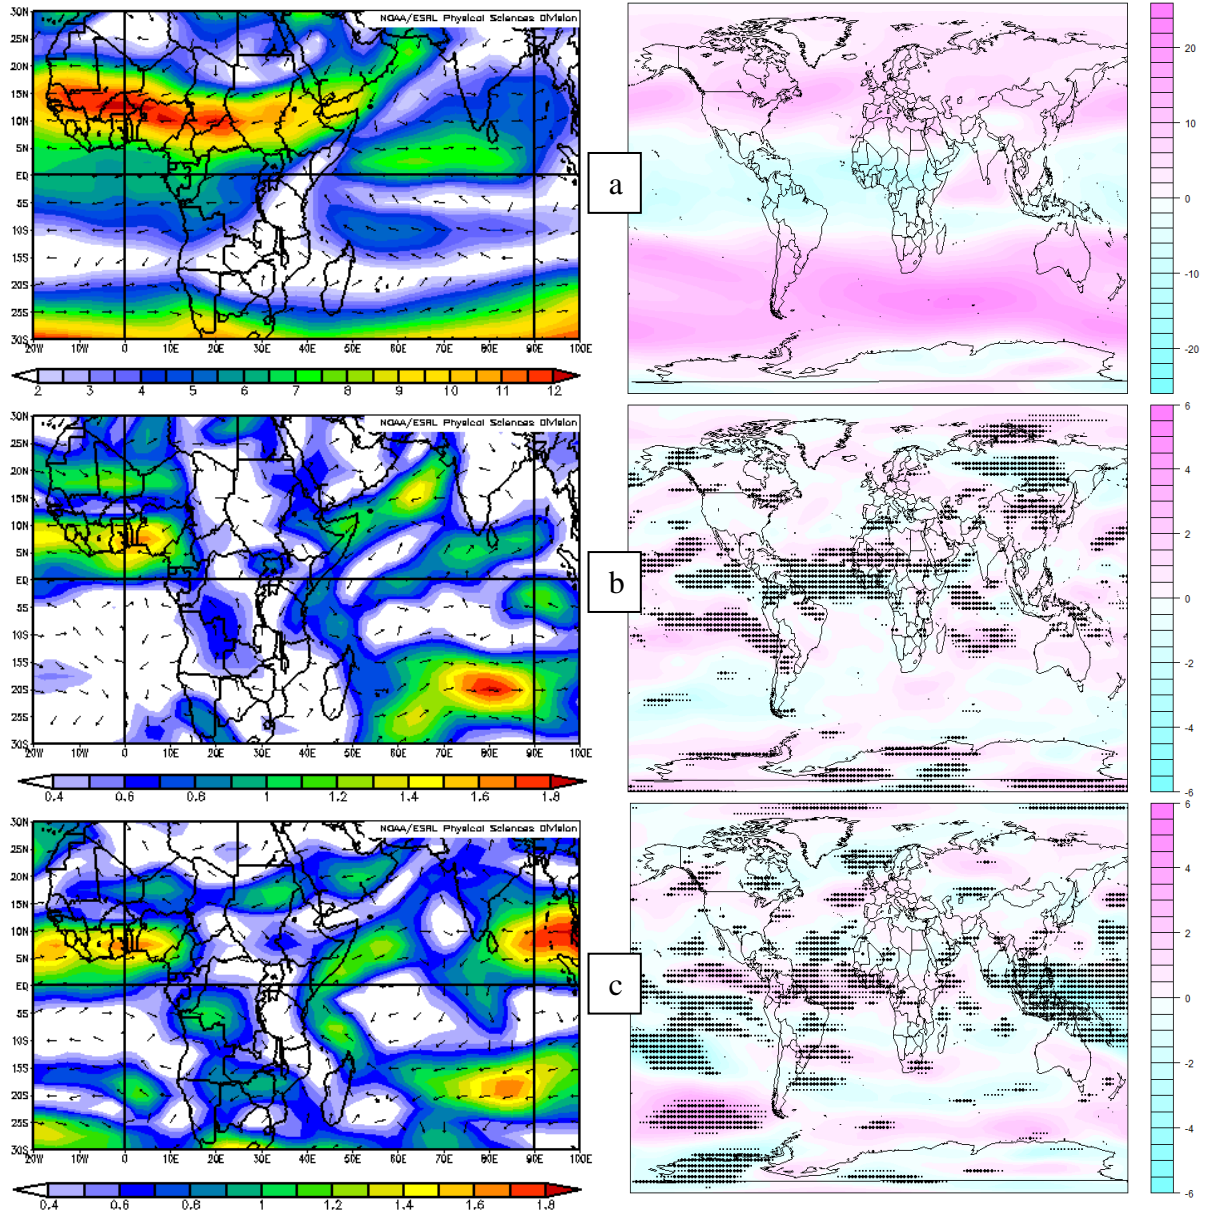 NOAA/ESRL Physical Sciences Division
30N
25N
20N
15N
10N
5N
EQ
5S
10S
15S
20S
25S
30S
20W 10W 0 10E 20E 30E 40E 50E 60E 70E 80E 90E 100E
2 3 4 5 6 7 8 9 10 11 12
a
20
10
0
-10
-20
NOAA/ESRL Physical Sciences Division
30N
25N
20N
15N
10N
5N
EQ
5S
10S
15S
20S
25S
30S
20W 10W 0 10E 20E 30E 40E 50E 60E 70E 80E 90E 100E
0.4 0.6 0.8 1 1.2 1.4 1.6 1.8
b
6
4
2
0
-2
-4
-6
NOAA/ESRL Physical Sciences Division
30N
25N
20N
15N
10N
5N
EQ
5S
10S
15S
20S
25S
30S
20W 10W 0 10E 20E 30E 40E 50E 60E 70E 80E 90E 100E
0.4 0.6 0.8 1 1.2 1.4 1.6 1.8
c
6
4
2
0
-2
-4
-6